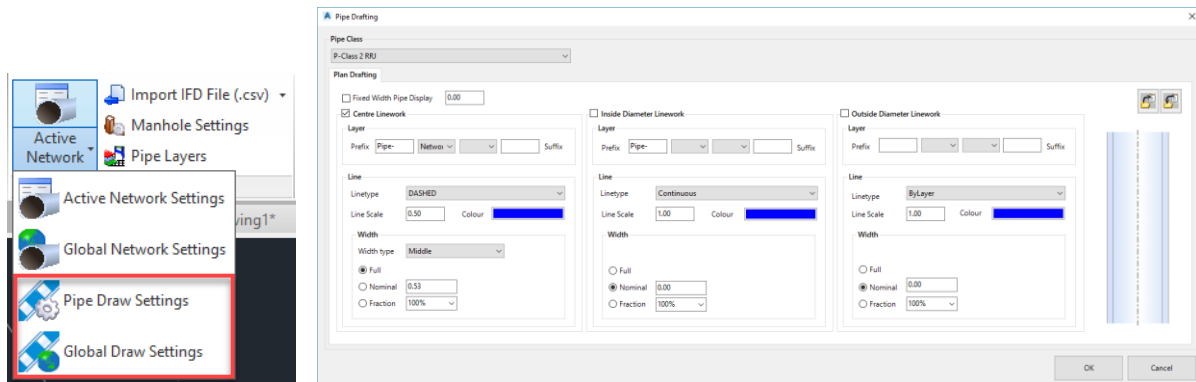 Import IFD File (.csv)
Manhole Settings
Pipe Layers
Active
Network
Active Network Settings
Global Network Settings
Pipe Draw Settings
Global Draw Settings
ving1*
Pipe Drafting
Pipe Class
P-Class 2 RRJ
Plan Drafting
Fixed Width Pipe Display 0.00
Centre Linework
Layer
Prefix Pipe- Networ Suffix
Line
Linetype DASHED
Line Scale 0.50 Colour
Width
Width type Middle
Full
Nominal 0.53
Fraction 100%
Inside Diameter Linework
Layer
Prefix Pipe- Suffix
Line
Linetype Continuous
Line Scale 1.00 Colour
Width
Full
Nominal 0.00
Fraction 100%
Outside Diameter Linework
Layer
Prefix Suffix
Line
Linetype ByLayer
Line Scale 1.00 Colour
Width
Full
Nominal 0.00
Fraction 100%
OK Cancel